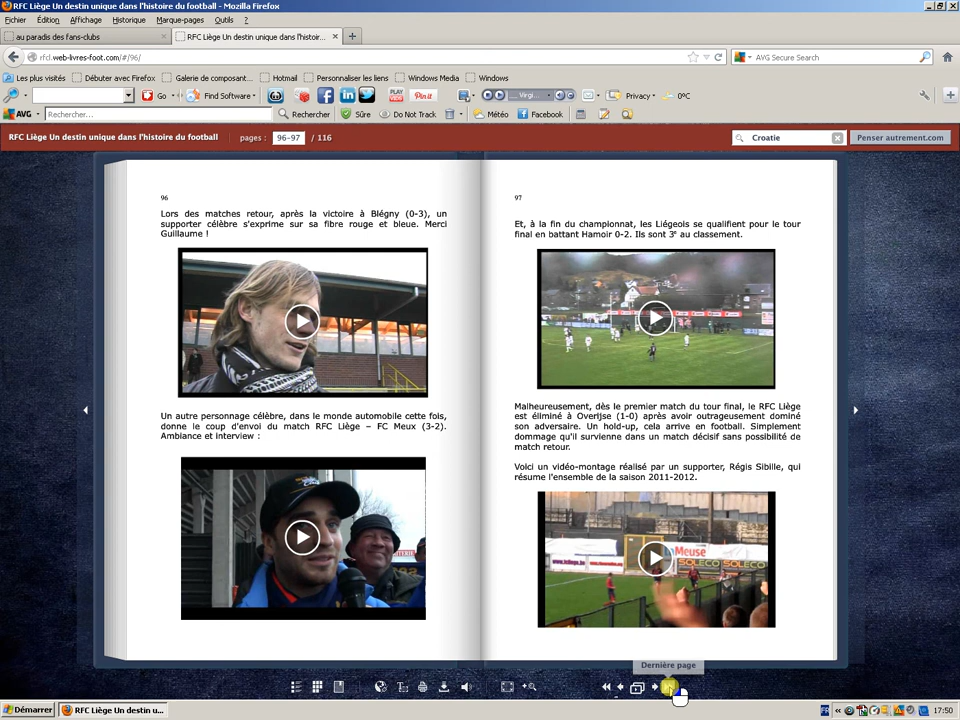 RFC Liège Un destin unique dans l'histoire du football - Mozilla Firefox
Fichier Édition Affichage Historique Marque-pages Outils ?
au paradis des fans-clubs
RFC Liège Un destin unique dans l'histoir...
rfcl.web-livres-foot.com/#/96/
AVG Secure Search
Les plus visités Débuter avec Firefox Galerie de composant... Hotmail Personnaliser les liens Windows Media Windows
Go Find Software PLAY Pin it Virgi... Privacy 0°C
AVG Recherchez... Rechercher Sûre Do Not Track Météo Facebook
RFC Liège Un destin unique dans l'histoire du football pages : 96-97 / 116 Croatie Penser autrement.com
96
Lors des matches retour, après la victoire à Blégny (0-3), un
supporter célèbre s'exprime sur sa fibre rouge et bleue. Merci
Guillaume !
Un autre personnage célèbre, dans le monde automobile cette fois,
donne le coup d'envoi du match RFC Liège – FC Meux (3-2).
Ambiance et interview :
97
Et, à la fin du championnat, les Liégeois se qualifient pour le tour
final en battant Hamoir 0-2. Ils sont 3e au classement.
Malheureusement, dès le premier match du tour final, le RFC Liège
est éliminé à Overijse (1-0) après avoir outrageusement dominé
son adversaire. Un hold-up, cela arrive en football. Simplement
dommage qu'il survienne dans un match décisif sans possibilité de
match retour.
Voici un vidéo-montage réalisé par un supporter, Régis Sibille, qui
résume l'ensemble de la saison 2011-2012.
Meuse
SOLECO SOLECO
Dernière page
Démarrer RFC Liège Un destin u... FR 17:50